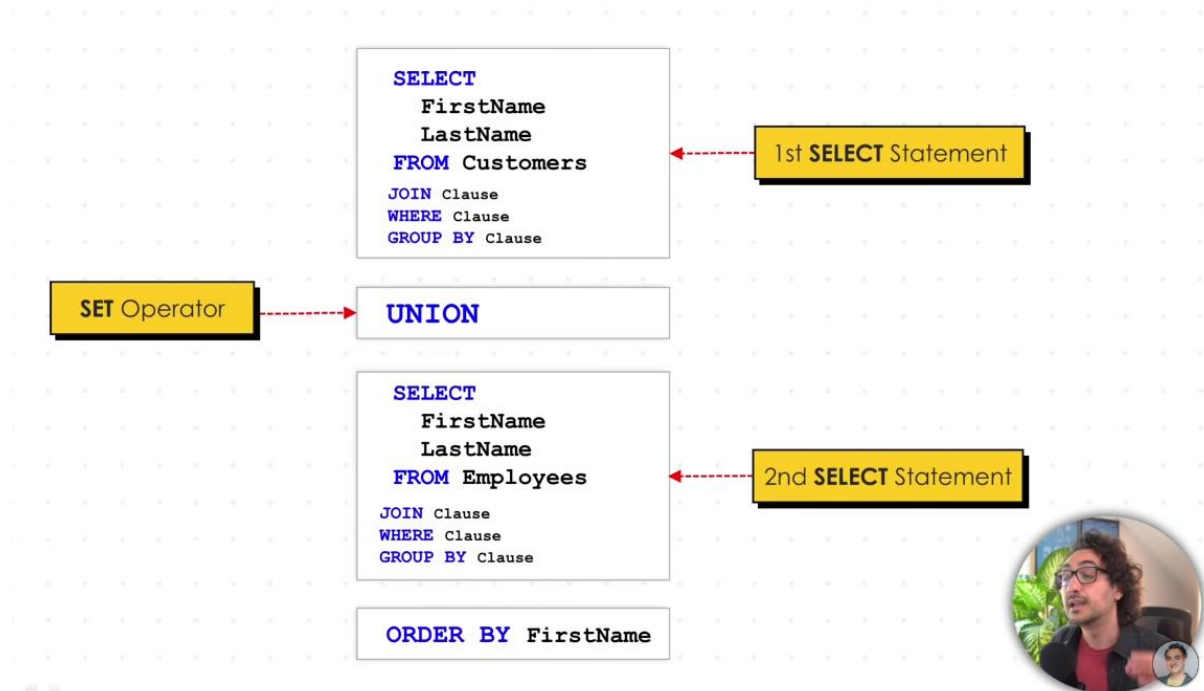 SELECT
FirstName
LastName
FROM Customers
JOIN Clause
WHERE Clause
GROUP BY Clause
1st SELECT Statement
SET Operator
UNION
SELECT
FirstName
LastName
FROM Employees
JOIN Clause
WHERE Clause
GROUP BY Clause
2nd SELECT Statement
ORDER BY FirstName